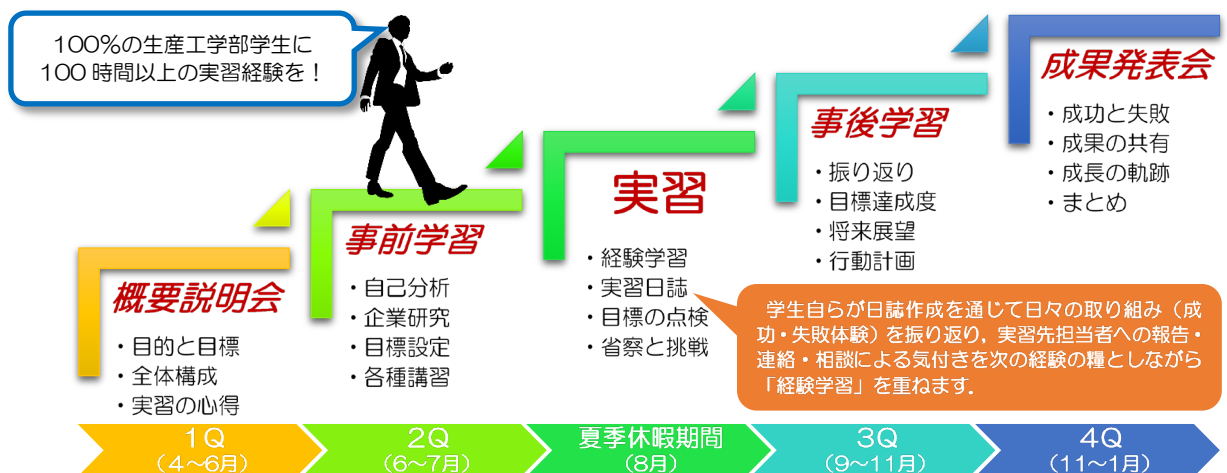 100％の生産工学部学生に
100 時間以上の実習経験を！
概要説明会
・目的と目標
・全体構成
・実習の心得
事前学習
・自己分析
・企業研究
・目標設定
・各種講習
実習
・経験学習
・実習日誌
・目標の点検
・省察と挑戦
学生自らが日誌作成を通じて日々の取り組み（成
功・失敗体験）を振り返り，実習先担当者への報告・
連絡・相談による気付きを次の経験の糧としながら
「経験学習」を重ねます．
事後学習
・振り返り
・目標達成度
・将来展望
・行動計画
成果発表会
・成功と失敗
・成果の共有
・成長の軌跡
・まとめ
1Q
（4～6月）
2Q
（6～7月）
夏季休暇期間
（8月）
3Q
（9～11月）
4Q
（11～1月）